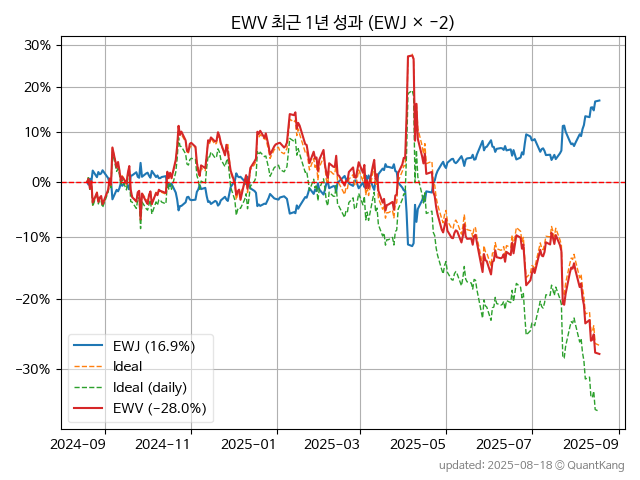 EWV 최근 1년 성과 (EWJ × −2)
30%
20%
10%
0%
−10%
−20%
−30%
EWJ (16.9%)
Ideal
Ideal (daily)
EWV (−28.0%)
2024-09
2024-11
2025-01
2025-03
2025-05
2025-07
2025-09
updated: 2025-08-18 © QuantKang